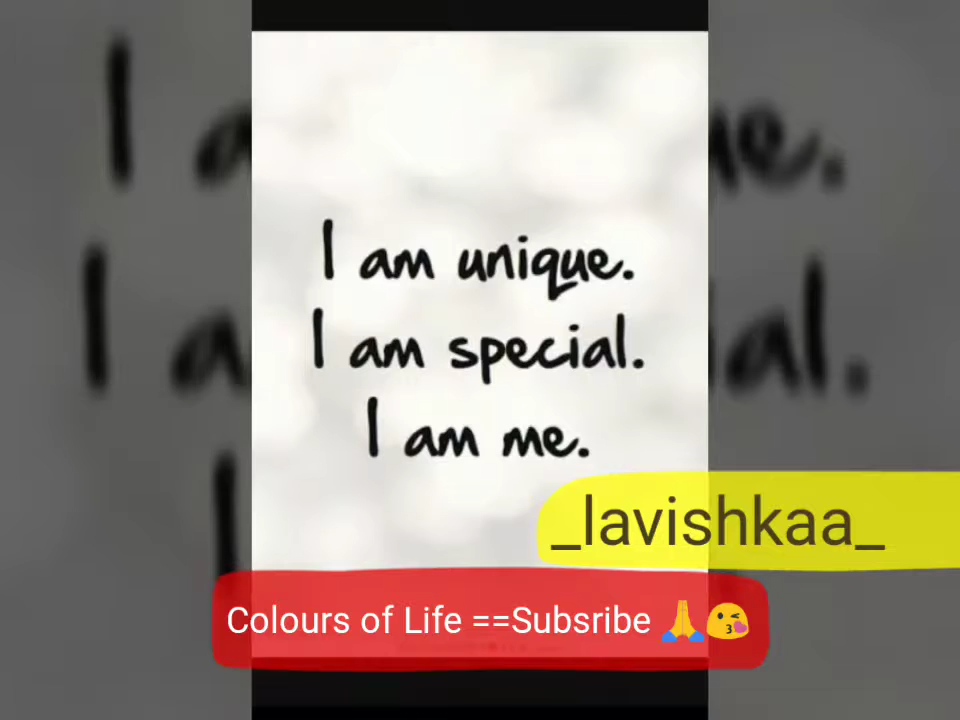 I am unique.
I am special.
I am me.
_lavishkaa_
Colours of Life ==Subsribe 🙏😘